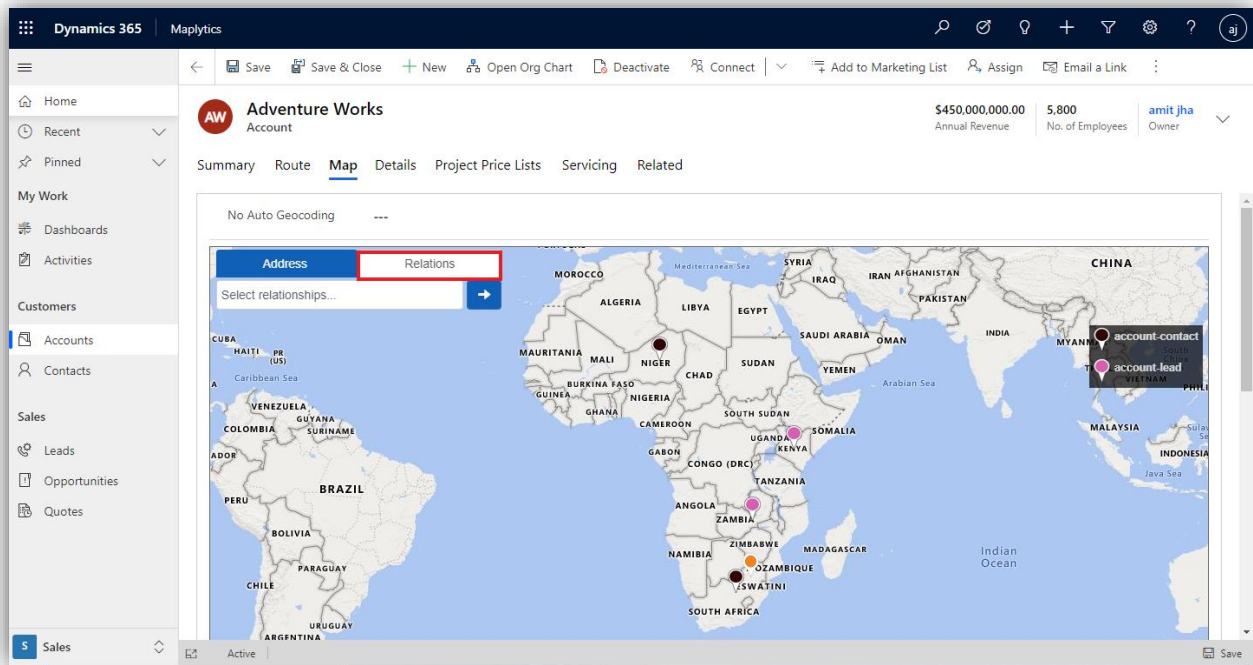 Dynamics 365 Maplytics aj
Save Save & Close New Open Org Chart Deactivate Connect Add to Marketing List Assign Email a Link
Home
Recent
Pinned
My Work
Dashboards
Activities
Customers
Accounts
Contacts
Sales
Leads
Opportunities
Quotes
S Sales
AW Adventure Works
Account
$450,000,000.00 5,800 amit jha
Annual Revenue No. of Employees Owner
Summary Route Map Details Project Price Lists Servicing Related
No Auto Geocoding ---
Address Relations
Select relationships...
account-contact
account-lead
MOROCCO
Mediterranean Sea
SYRIA
IRAQ
IRAN
AFGHANISTAN
CHINA
PAKISTAN
ALGERIA
LIBYA
EGYPT
SAUDI ARABIA
OMAN
INDIA
CUBA
HAITI
PR
(US)
Caribbean Sea
MAURITANIA
MALI
NIGER
CHAD
SUDAN
YEMEN
Arabian Sea
BURKINA FASO
GUINEA
NIGERIA
GHANA
SOUTH SUDAN
CAMEROON
UGANDA
SOMALIA
KENYA
VENEZUELA
GUYANA
COLOMBIA
SURINAME
GABON
CONGO (DRC)
TANZANIA
MALAYSIA
INDONESIA
Java Sea
ADOR
BRAZIL
PERU
ANGOLA
ZAMBIA
BOLIVIA
ZIMBABWE
MADAGASCAR
NAMIBIA
OZAMBIQUE
Indian
Ocean
PARAGUAY
CHILE
ESWATINI
SOUTH AFRICA
URUGUAY
ARGENTINA
VIETNAM
PHILI
Active
Save